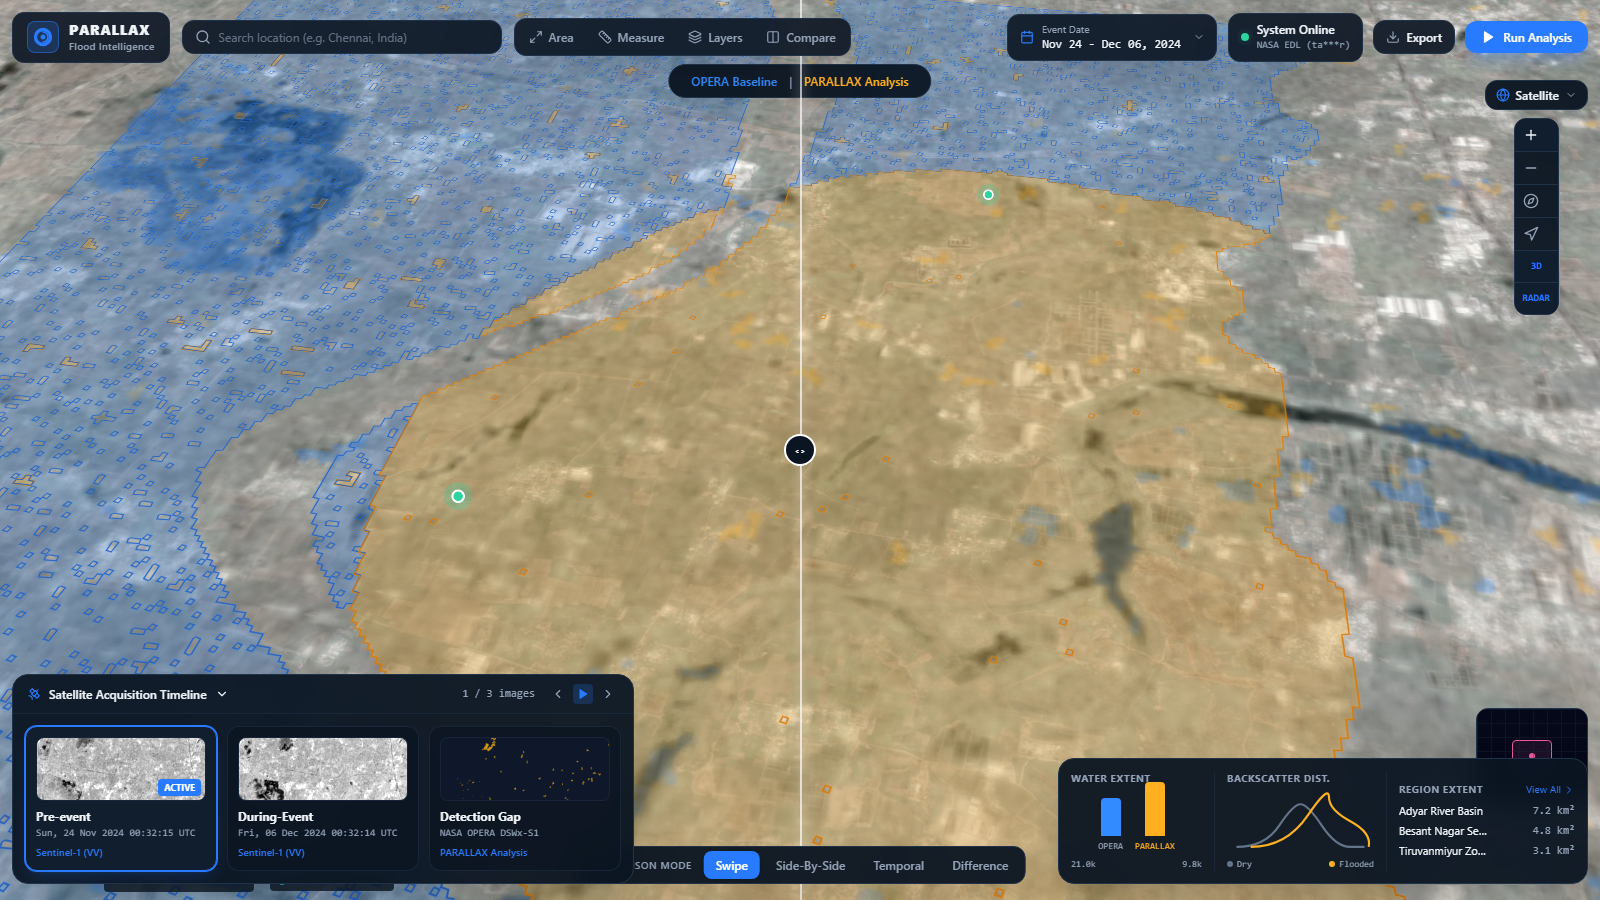 PARALLAX
Flood Intelligence
Search location (e.g. Chennai, India)
Area
Measure
Layers
Compare
Event Date
Nov 24 - Dec 06, 2024
System Online
NASA EDL (ta***r)
Export
Run Analysis
OPERA Baseline | PARALLAX Analysis
Satellite
3D
RADAR
Satellite Acquisition Timeline
1 / 3 images
ACTIVE
Pre-event
Sun, 24 Nov 2024 00:32:15 UTC
Sentinel-1 (VV)
During-Event
Fri, 06 Dec 2024 00:32:14 UTC
Sentinel-1 (VV)
Detection Gap
NASA OPERA DSWx-S1
PARALLAX Analysis
SON MODE
Swipe
Side-By-Side
Temporal
Difference
WATER EXTENT
OPERA
PARALLAX
21.0k
9.8k
BACKSCATTER DIST.
Dry
Flooded
REGION EXTENT
View All
Adyar River Basin
7.2 km²
Besant Nagar Se...
4.8 km²
Tiruvanmiyur Zo...
3.1 km²